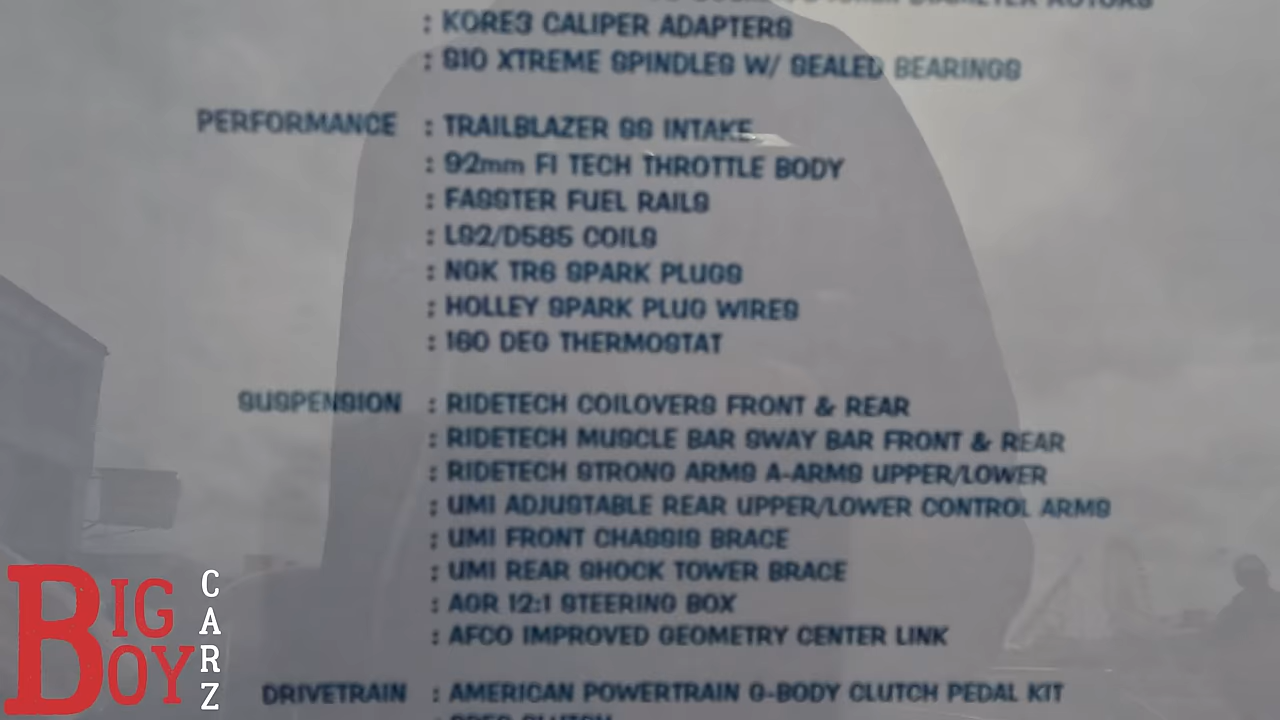 ROTORS
: KORE3 CALIPER ADAPTERS
: S10 XTREME SPINDLES W/ SEALED BEARINGS
PERFORMANCE : TRAILBLAZER SS INTAKE
: 92mm FI TECH THROTTLE BODY
: FASSTER FUEL RAILS
: LS2/D585 COILS
: NGK TR6 SPARK PLUGS
: HOLLEY SPARK PLUG WIRES
: 160 DEG THERMOSTAT
SUSPENSION : RIDETECH COILOVERS FRONT & REAR
: RIDETECH MUSCLE BAR SWAY BAR FRONT & REAR
: RIDETECH STRONG ARMS A-ARMS UPPER/LOWER
: UMI ADJUSTABLE REAR UPPER/LOWER CONTROL ARMS
: UMI FRONT CHASSIS BRACE
: UMI REAR SHOCK TOWER BRACE
: AGR 12:1 STEERING BOX
: AFCO IMPROVED GEOMETRY CENTER LINK
DRIVETRAIN : AMERICAN POWERTRAIN G-BODY CLUTCH PEDAL KIT
BIG BOY CARZ